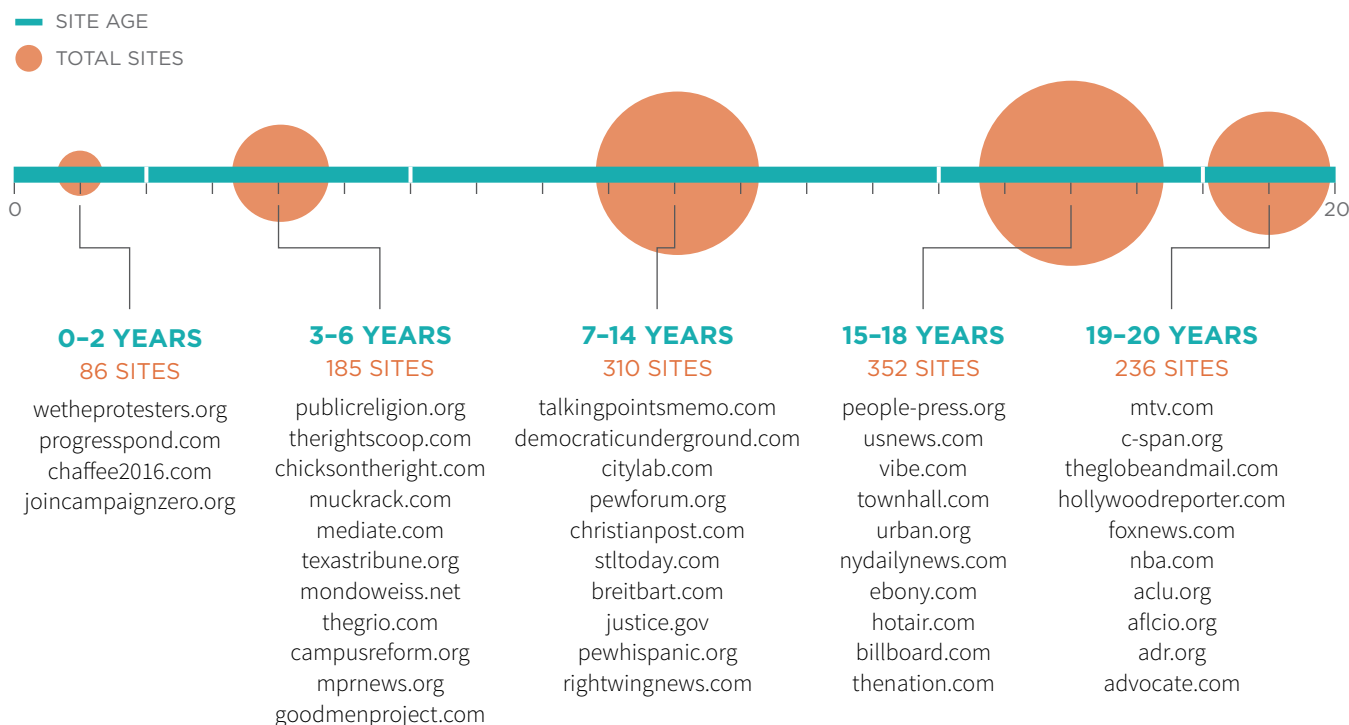 SITE AGE
TOTAL SITES
0
20
0–2 YEARS
86 SITES
wetheprotesters.org
progresspond.com
chaffee2016.com
joincampaignzero.org
3–6 YEARS
185 SITES
publicreligion.org
therightscoop.com
chicksontheright.com
muckrack.com
mediate.com
texastribune.org
mondoweiss.net
thegrio.com
campusreform.org
mprnews.org
goodmenproject.com
7–14 YEARS
310 SITES
talkingpointsmemo.com
democraticunderground.com
citylab.com
pewforum.org
christianpost.com
stltoday.com
breitbart.com
justice.gov
pewhispanic.org
rightwingnews.com
15–18 YEARS
352 SITES
people-press.org
usnews.com
vibe.com
townhall.com
urban.org
nydailynews.com
ebony.com
hotair.com
billboard.com
thenation.com
19–20 YEARS
236 SITES
mtv.com
c-span.org
theglobeandmail.com
hollywoodreporter.com
foxnews.com
nba.com
aclu.org
aflcio.org
adr.org
advocate.com